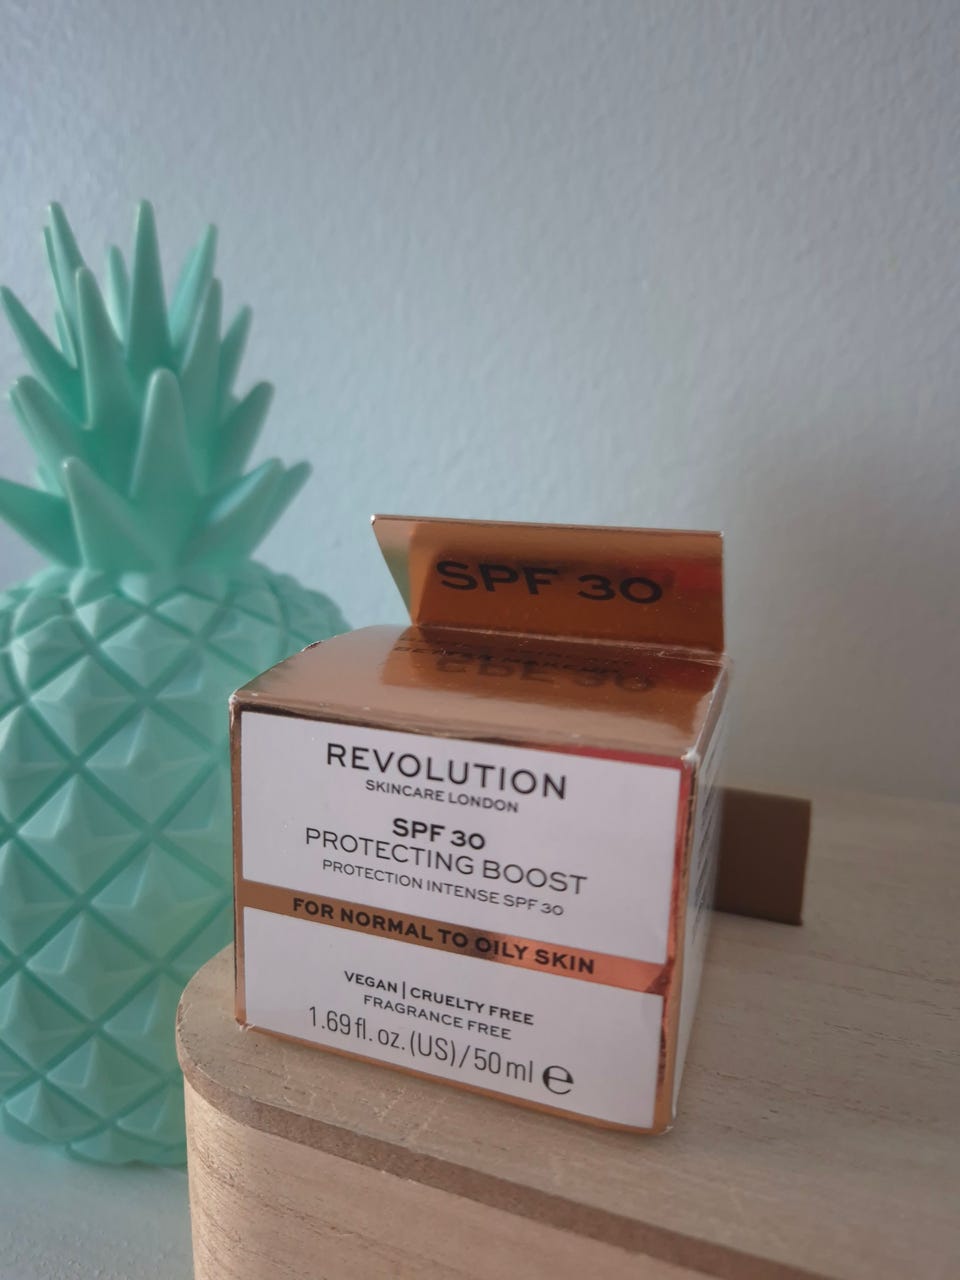 SPF 30
REVOLUTION
SKINCARE LONDON
SPF 30
PROTECTING BOOST
PROTECTION INTENSE SPF 30
FOR NORMAL TO OILY SKIN
VEGAN | CRUELTY FREE
FRAGRANCE FREE
1.69 fl. oz. (US) / 50 ml ℮